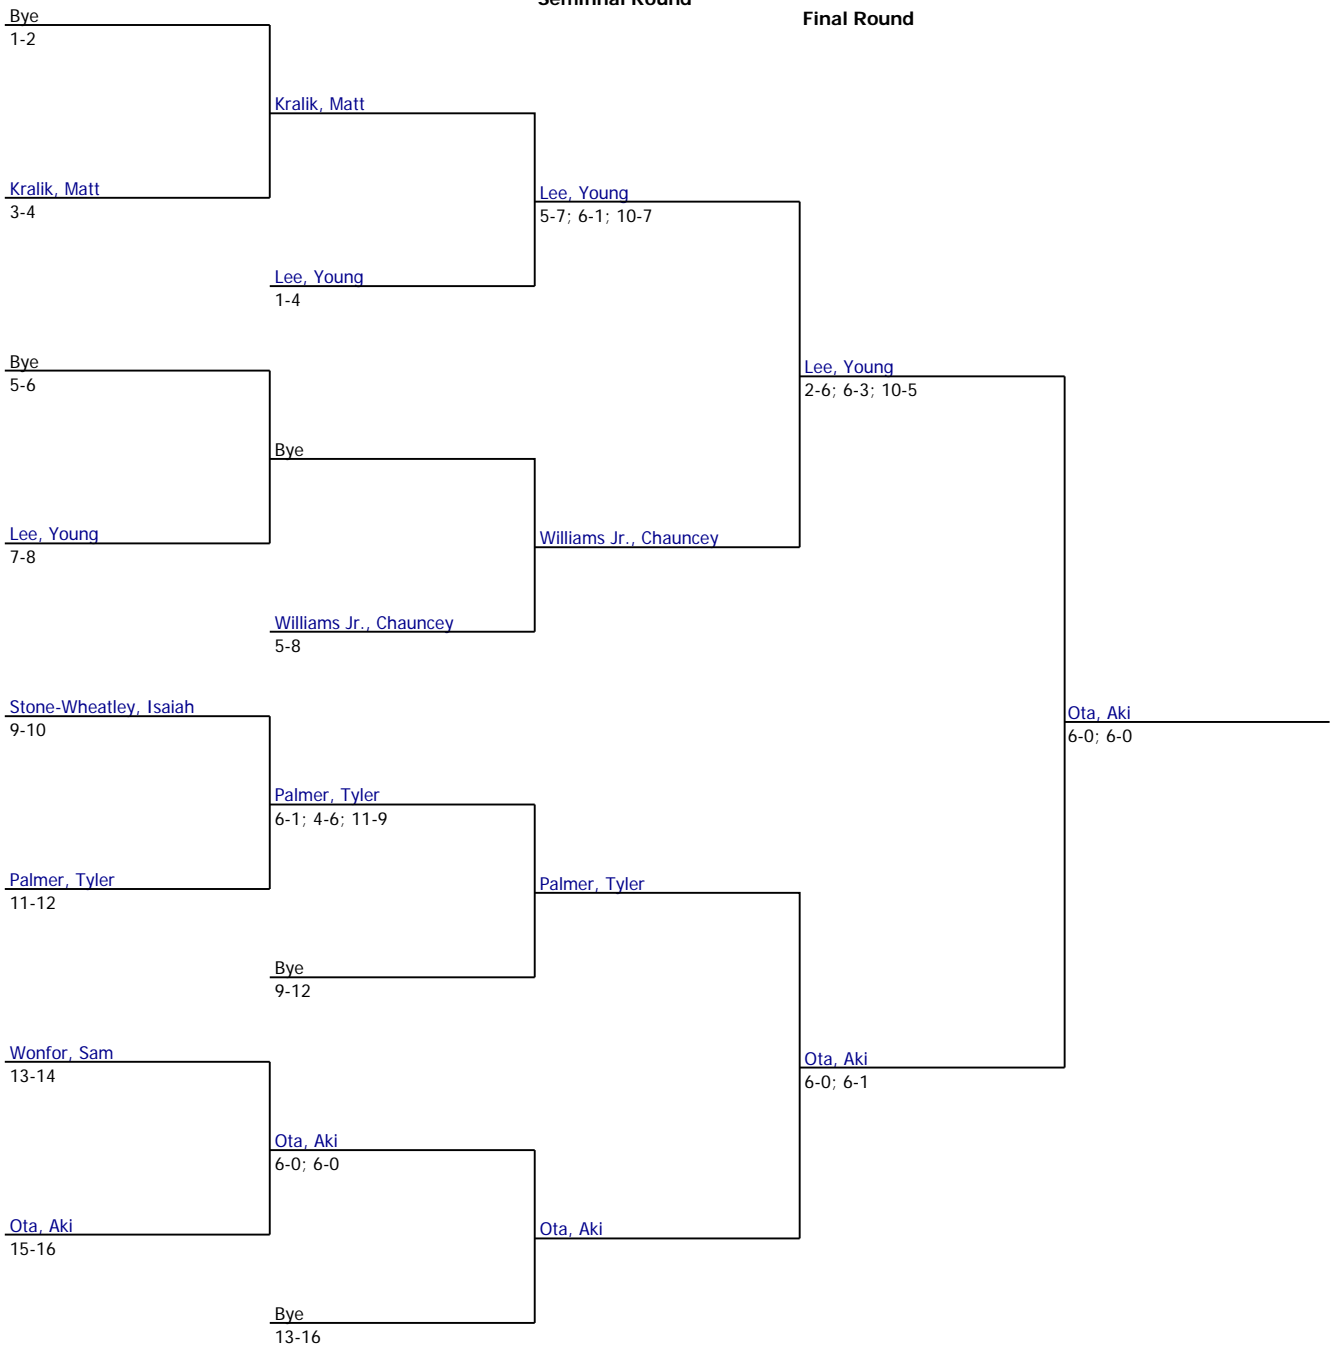 Semifinal Round
Final Round
Bye
1-2
Kralik, Matt
Kralik, Matt
3-4
Lee, Young
5-7; 6-1; 10-7
Lee, Young
1-4
Bye
5-6
Lee, Young
2-6; 6-3; 10-5
Bye
Lee, Young
7-8
Williams Jr., Chauncey
Williams Jr., Chauncey
5-8
Stone-Wheatley, Isaiah
9-10
Ota, Aki
6-0; 6-0
Palmer, Tyler
6-1; 4-6; 11-9
Palmer, Tyler
11-12
Palmer, Tyler
Bye
9-12
Wonfor, Sam
13-14
Ota, Aki
6-0; 6-1
Ota, Aki
6-0; 6-0
Ota, Aki
15-16
Ota, Aki
Bye
13-16